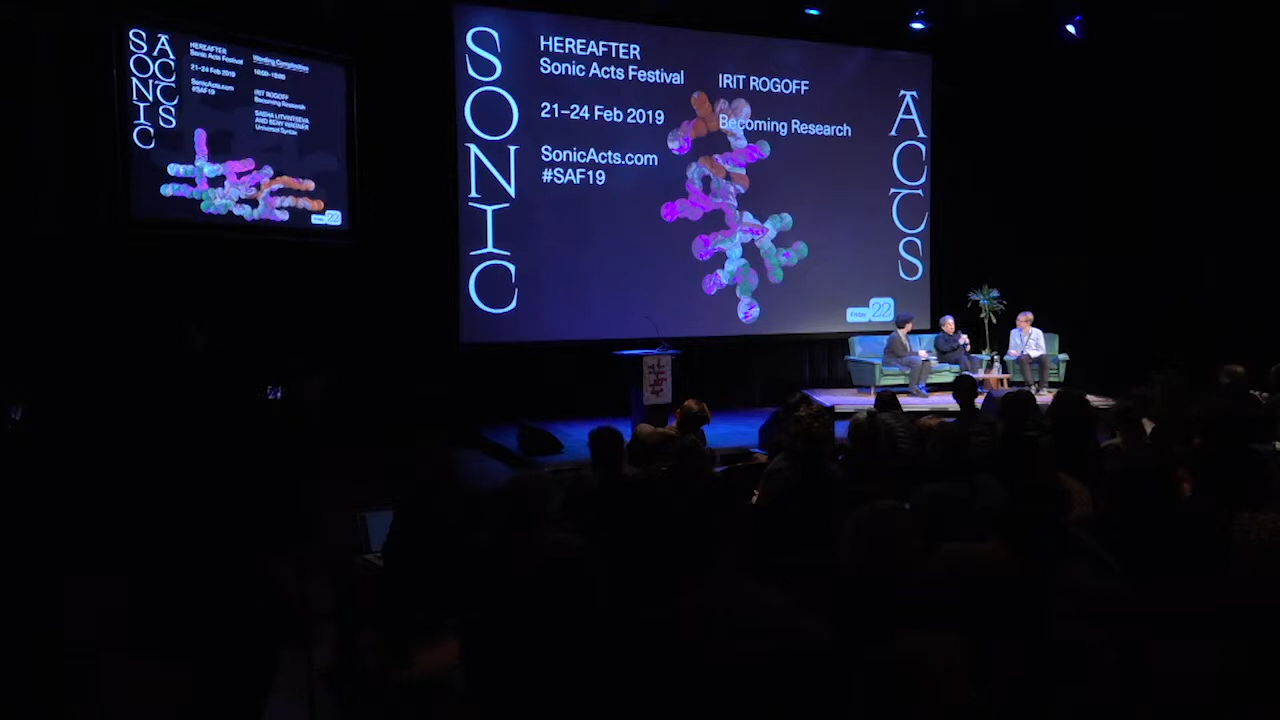 SONIC
ACTS
HEREAFTER
Sonic Acts Festival
21–24 Feb 2019
SonicActs.com
#SAF19
IRIT ROGOFF
Becoming Research
SASHA LITVINTSEVA
AND BENY WAGNER
Universal Syntax
Friday
22
SONIC
HEREAFTER
Sonic Acts Festival
21–24 Feb 2019
SonicActs.com
#SAF19
IRIT ROGOFF
Becoming Research
ACTS
Friday
22